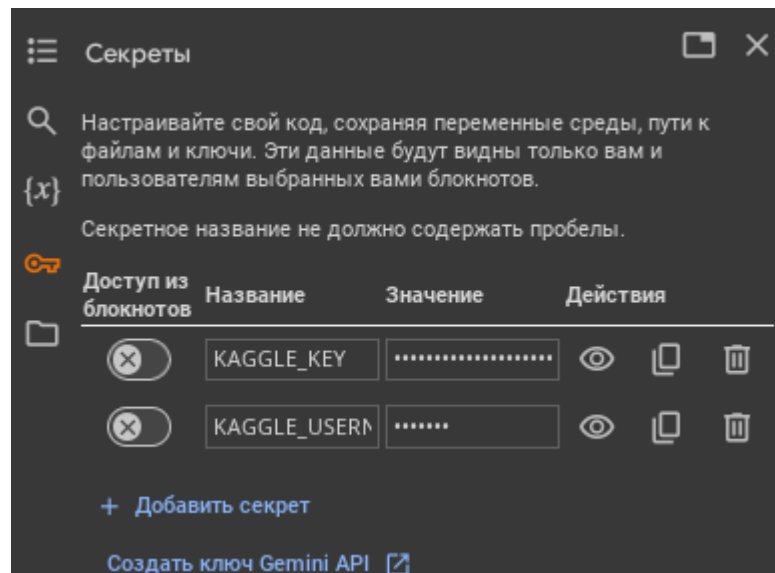 Секреты
Настраивайте свой код, сохраняя переменные среды, пути к
файлам и ключи. Эти данные будут видны только вам и
пользователям выбранных вами блокнотов.
{x}
Секретное название не должно содержать пробелы.
Доступ из
блокнотов
Название
Значение
Действия
KAGGLE_KEY
KAGGLE_USERN
+ Добавить секрет
Создать ключ Gemini API